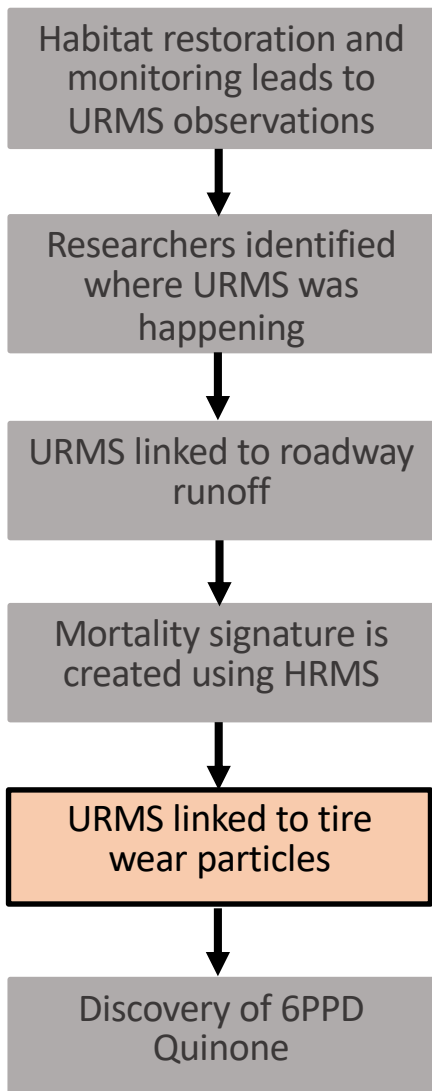 Habitat restoration and
monitoring leads to
URMS observations
Researchers identified
where URMS was
happening
URMS linked to roadway
runoff
Mortality signature is
created using HRMS
URMS linked to tire
wear particles
Discovery of 6PPD
Quinone